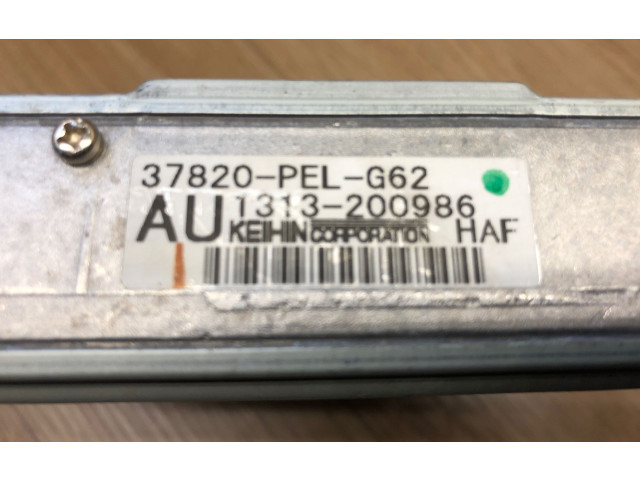 37820-PEL-G62
AU 1313-200986
KEIHIN CORPORATION HAF